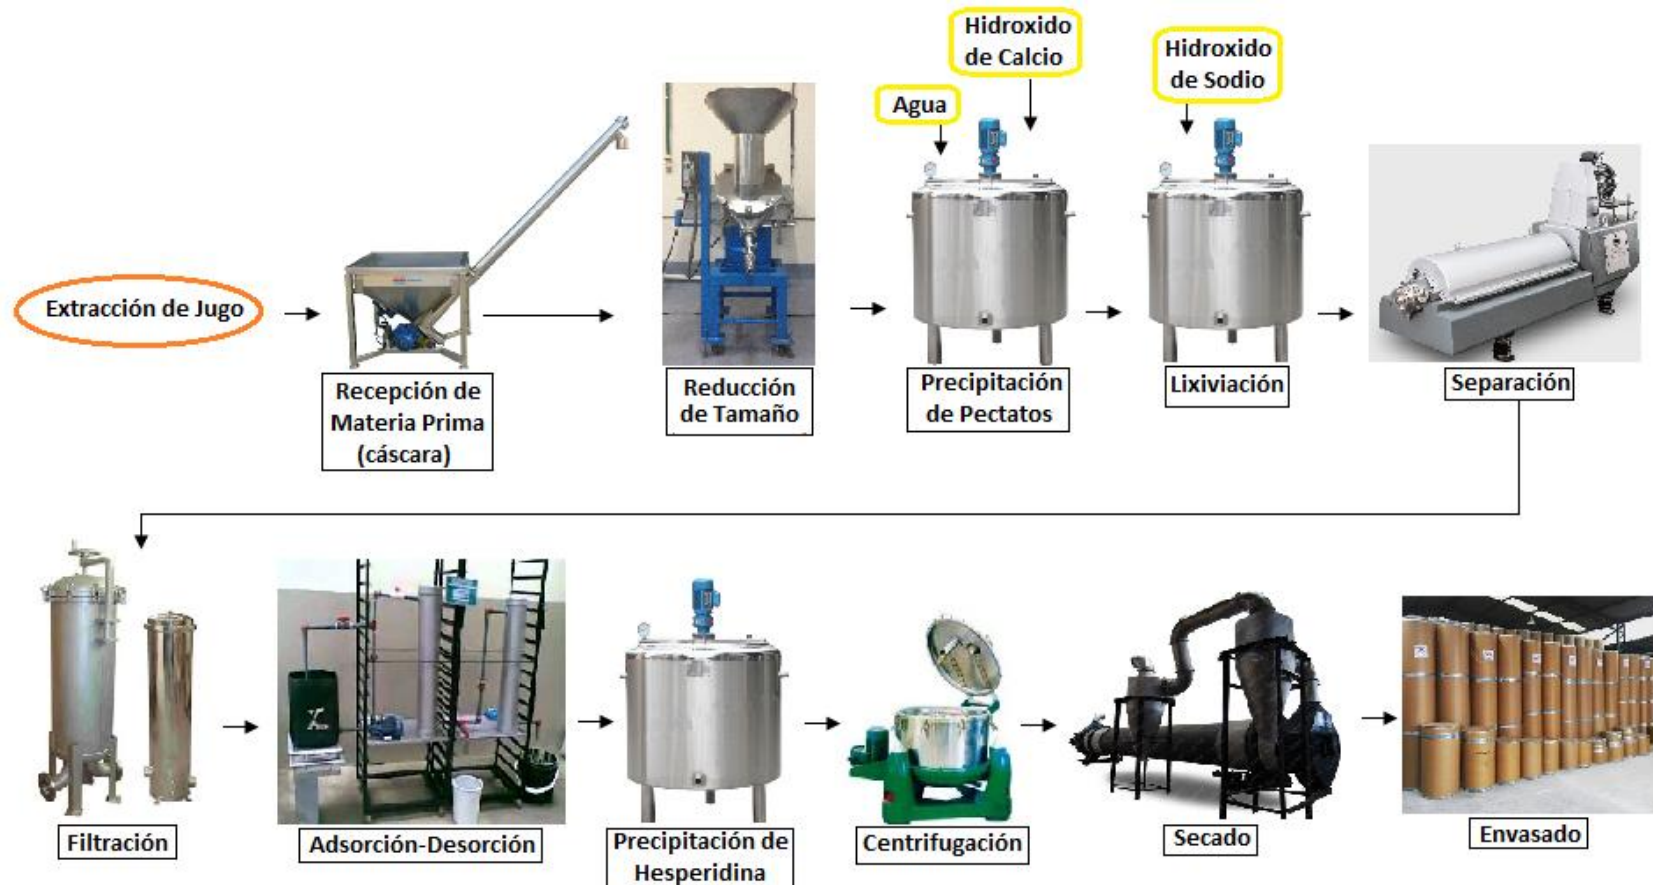 Hidroxido
de Calcio
Hidroxido
de Sodio
Agua
Extracción de Jugo
Recepción de
Materia Prima
(cáscara)
Reducción
de Tamaño
Precipitación
de Pectatos
Lixiviación
Separación
Filtración
Adsorción-Desorción
Precipitación de
Hesperidina
Centrifugación
Secado
Envasado